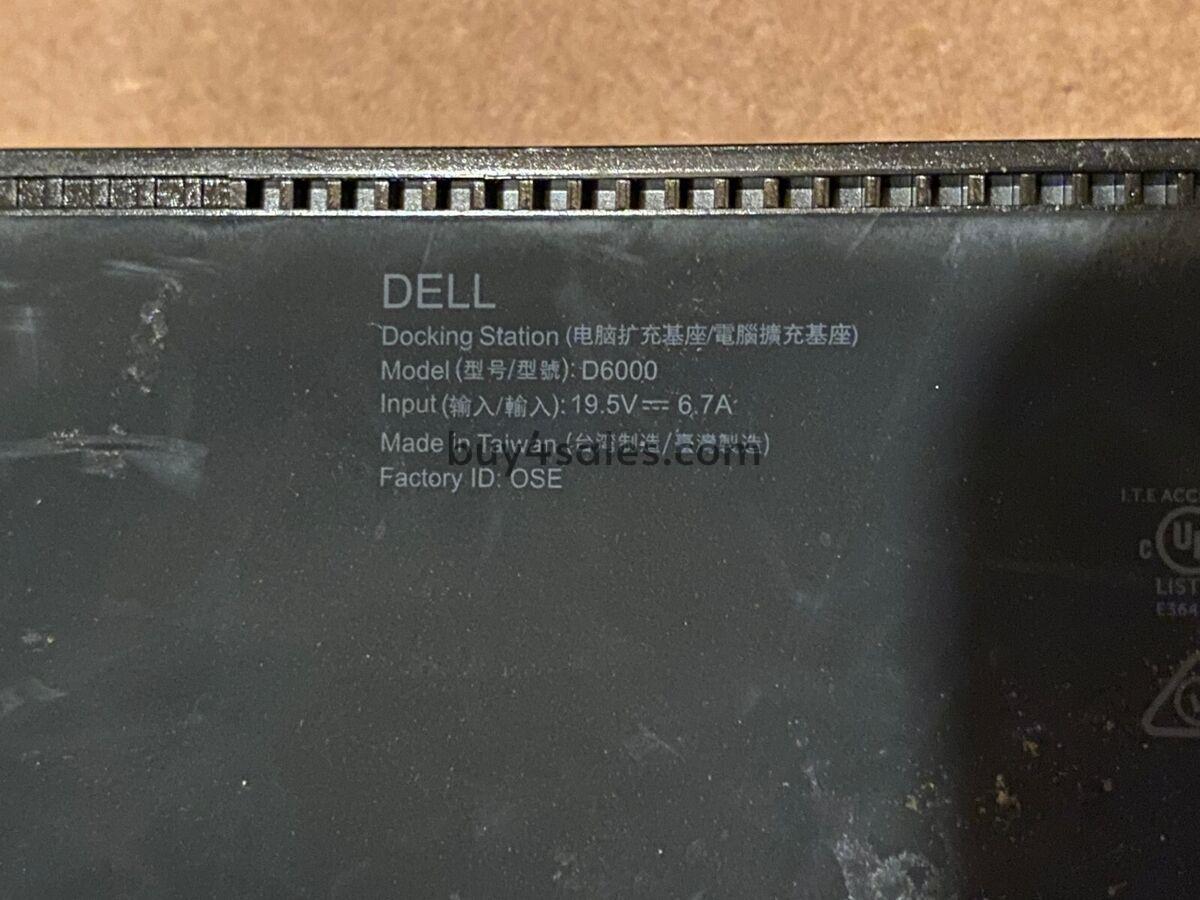 DELL
Docking Station (电脑扩充基座/電腦擴充基座)
Model (型号/型號): D6000
Input (输入/輸入): 19.5V⎓ 6.7A
Made In Taiwan (台湾制造/臺灣製造)
buy4sales.com
Factory ID: OSE
I.T.E ACC
C
LIST
E364